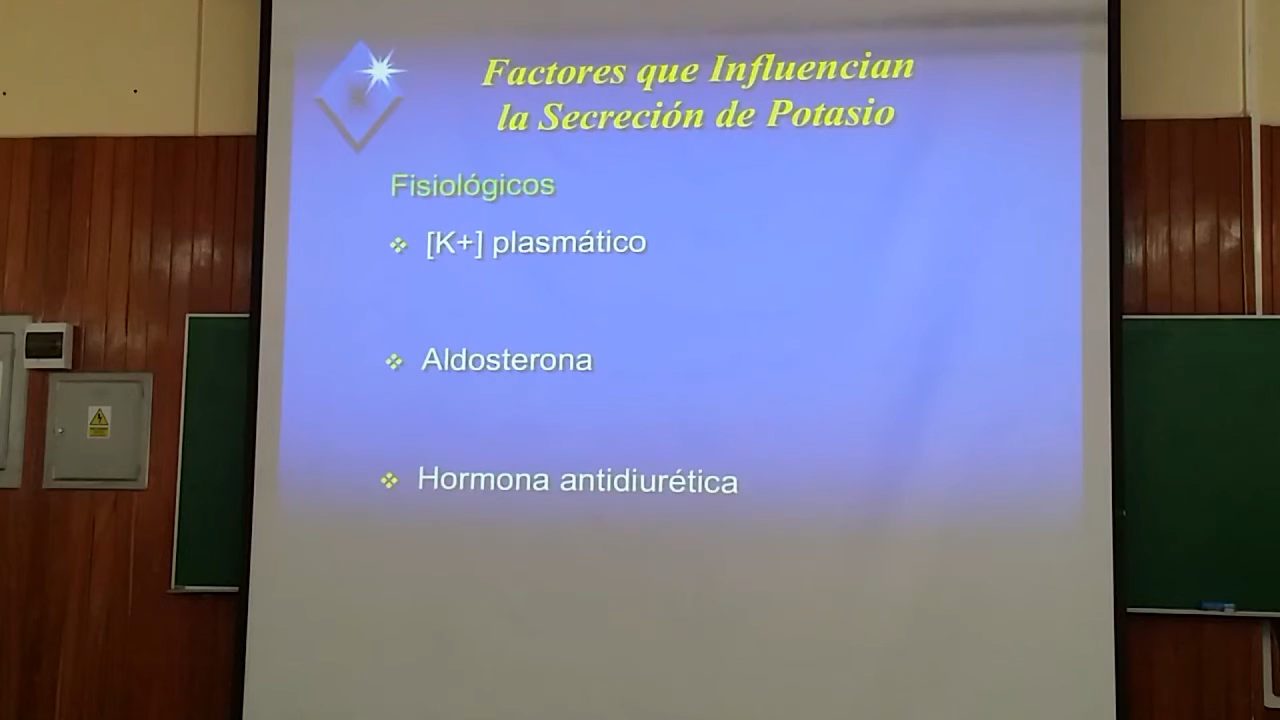 Factores que Influencian
la Secreción de Potasio
Fisiológicos
[K+] plasmático
Aldosterona
Hormona antidiurética